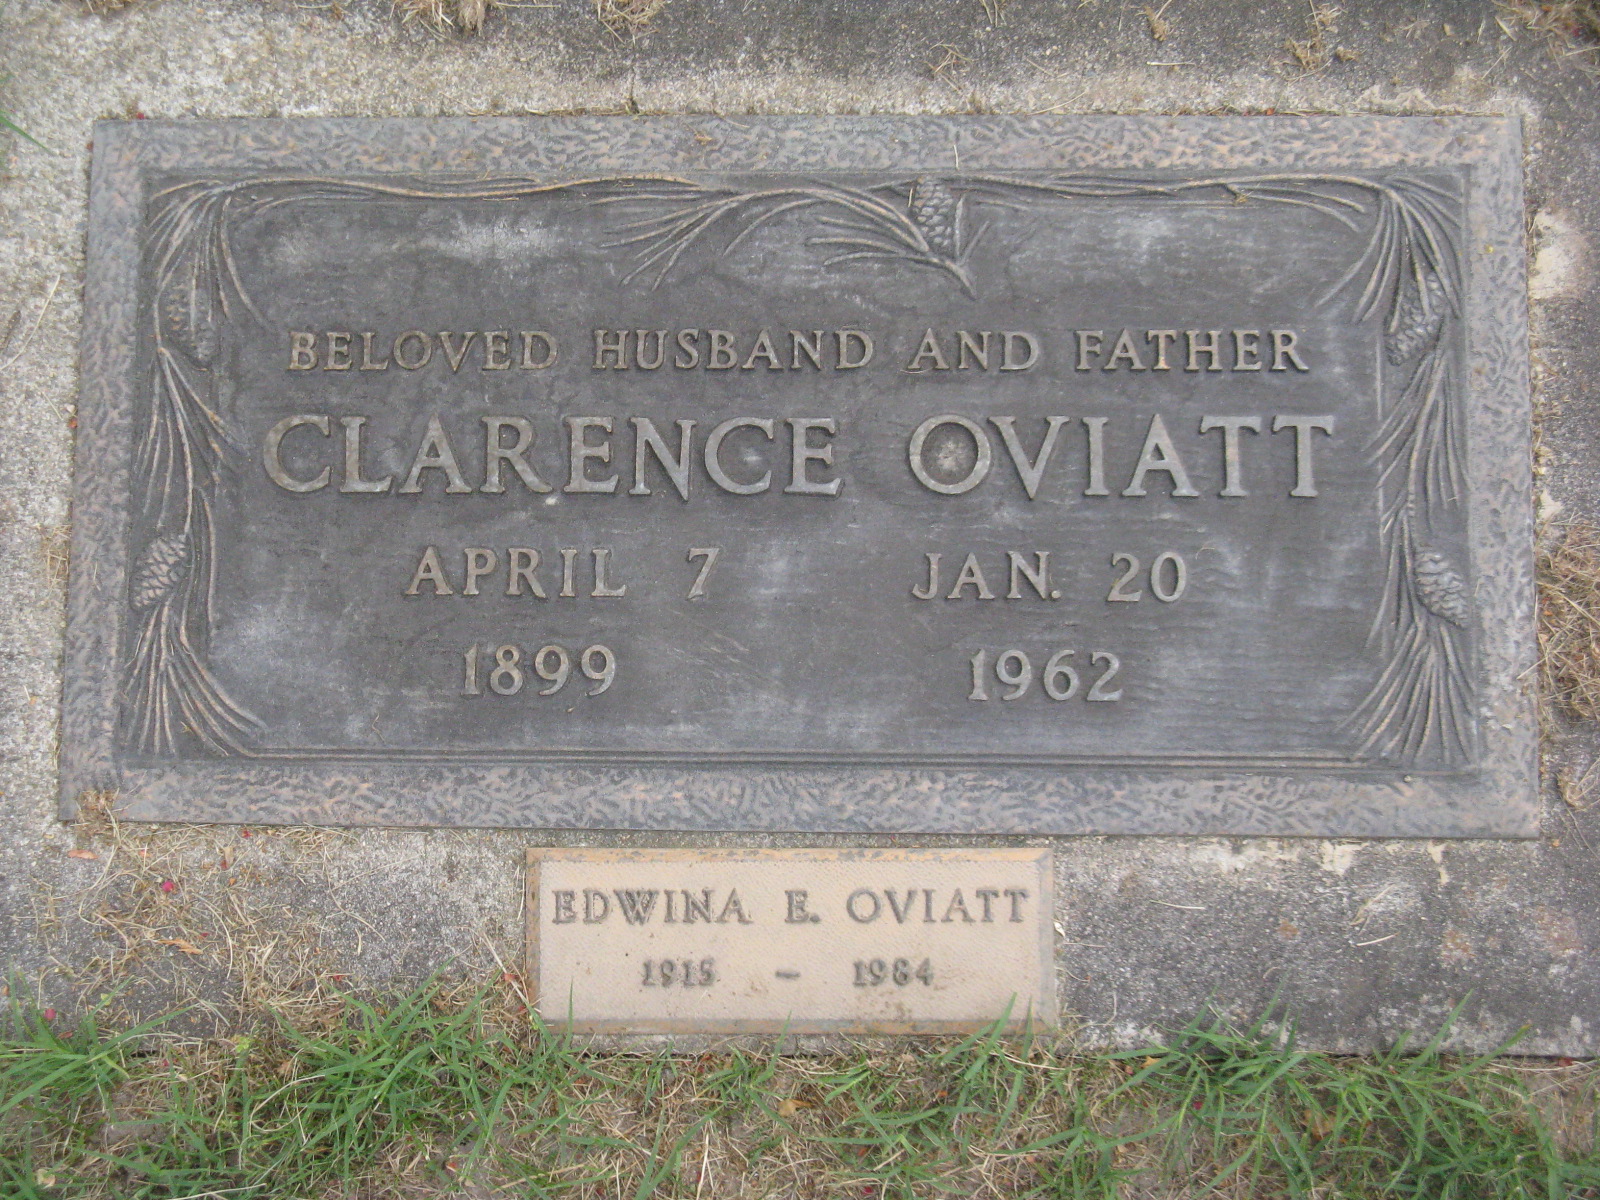 BELOVED HUSBAND AND FATHER
CLARENCE OVIATT
APRIL 7 JAN. 20
1899 1962
EDWINA E. OVIATT
1915 - 1984